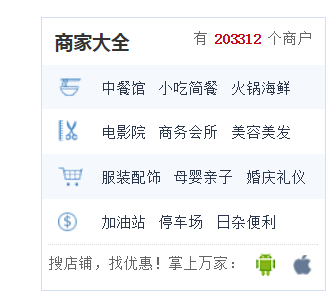 商家大全 有 203312 个商户
中餐馆 小吃简餐 火锅海鲜
电影院 商务会所 美容美发
服装配饰 母婴亲子 婚庆礼仪
加油站 停车场 日杂便利
搜店铺，找优惠！掌上万家：